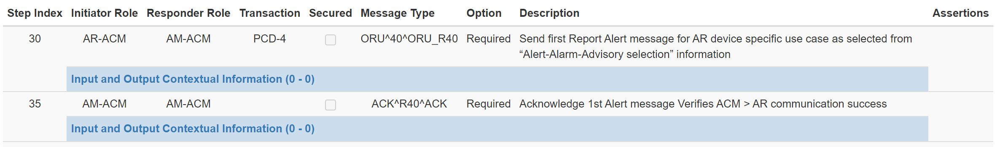 Step Index Initiator Role Responder Role Transaction Secured Message Type Option Description Assertions
30 AR-ACM AM-ACM PCD-4 ORU^40^ORU_R40 Required Send first Report Alert message for AR device specific use case as selected from
“Alert-Alarm-Advisory selection” information
Input and Output Contextual Information (0 - 0)
35 AM-ACM AM-ACM ACK^R40^ACK Required Acknowledge 1st Alert message Verifies ACM > AR communication success
Input and Output Contextual Information (0 - 0)